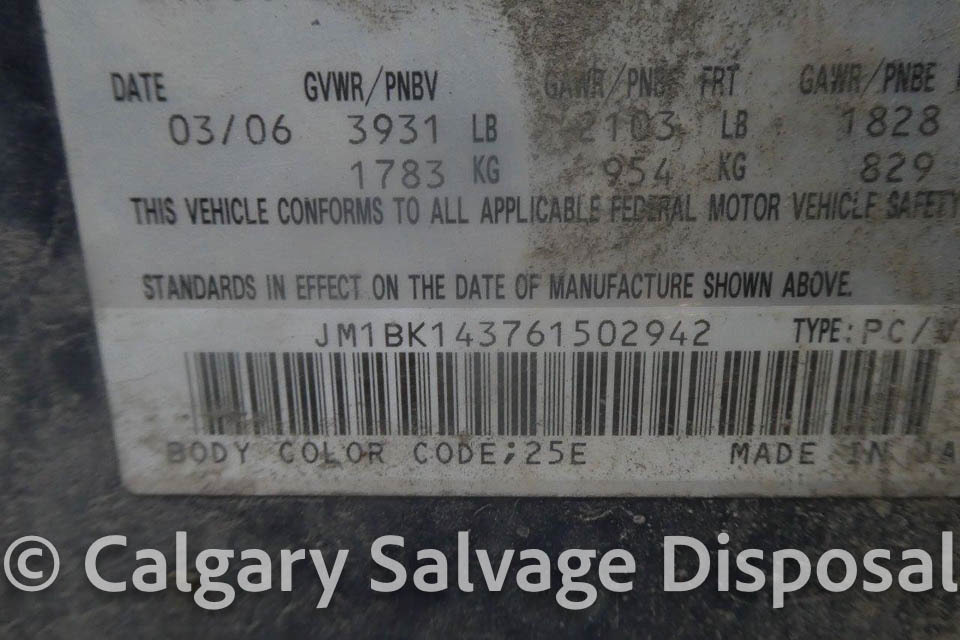 DATE GVWR/PNBV GAWR/PNBE FRT GAWR/PNBE
03/06 3931 LB 2103 LB 1828
1783 KG 954 KG 829
THIS VEHICLE CONFORMS TO ALL APPLICABLE FEDERAL MOTOR VEHICLE SAFETY
STANDARDS IN EFFECT ON THE DATE OF MANUFACTURE SHOWN ABOVE.
JM1BK143761502942 TYPE:PC/
BODY COLOR CODE;25E MADE IN JA
© Calgary Salvage Disposal